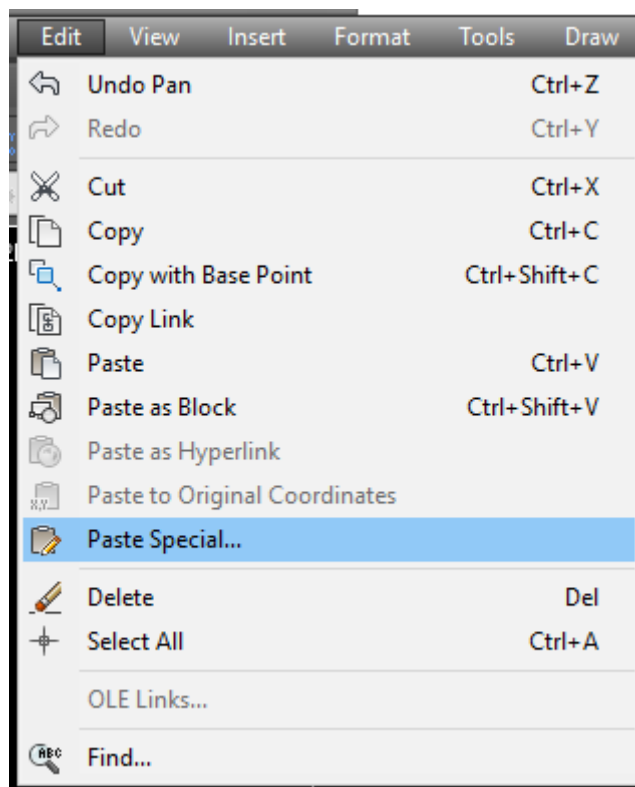 Edit View Insert Format Tools Draw
Undo Pan Ctrl+Z
Redo Ctrl+Y
Cut Ctrl+X
Copy Ctrl+C
Copy with Base Point Ctrl+Shift+C
Copy Link
Paste Ctrl+V
Paste as Block Ctrl+Shift+V
Paste as Hyperlink
X,Y Paste to Original Coordinates
Paste Special...
Delete Del
Select All Ctrl+A
OLE Links...
ABC Find...